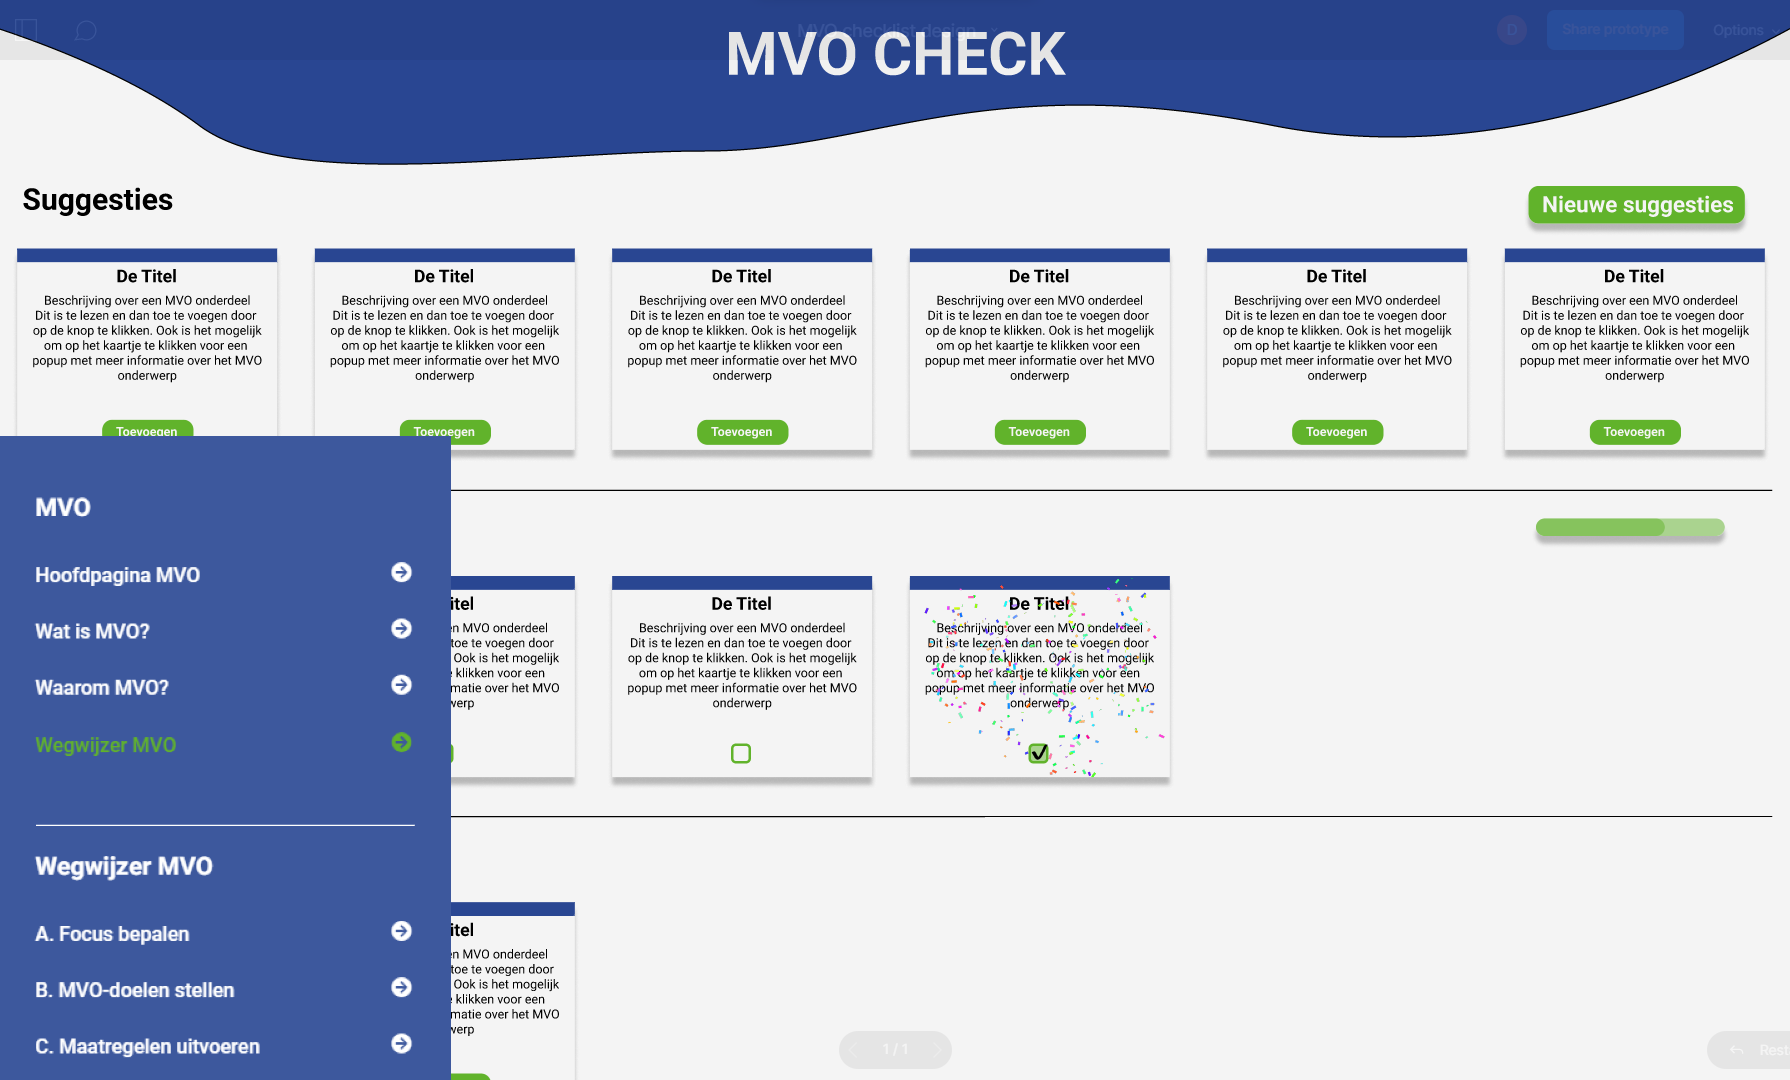 MVO checklist design
D
Share prototype
Options
MVO CHECK
Suggesties
Nieuwe suggesties
De Titel
Beschrijving over een MVO onderdeel
Dit is te lezen en dan toe te voegen door
op de knop te klikken. Ook is het mogelijk
om op het kaartje te klikken voor een
popup met meer informatie over het MVO
onderwerp
Toevoegen
De Titel
Beschrijving over een MVO onderdeel
Dit is te lezen en dan toe te voegen door
op de knop te klikken. Ook is het mogelijk
om op het kaartje te klikken voor een
popup met meer informatie over het MVO
onderwerp
Toevoegen
De Titel
Beschrijving over een MVO onderdeel
Dit is te lezen en dan toe te voegen door
op de knop te klikken. Ook is het mogelijk
om op het kaartje te klikken voor een
popup met meer informatie over het MVO
onderwerp
Toevoegen
De Titel
Beschrijving over een MVO onderdeel
Dit is te lezen en dan toe te voegen door
op de knop te klikken. Ook is het mogelijk
om op het kaartje te klikken voor een
popup met meer informatie over het MVO
onderwerp
Toevoegen
De Titel
Beschrijving over een MVO onderdeel
Dit is te lezen en dan toe te voegen door
op de knop te klikken. Ook is het mogelijk
om op het kaartje te klikken voor een
popup met meer informatie over het MVO
onderwerp
Toevoegen
De Titel
Beschrijving over een MVO onderdeel
Dit is te lezen en dan toe te voegen door
op de knop te klikken. Ook is het mogelijk
om op het kaartje te klikken voor een
popup met meer informatie over het MVO
onderwerp
Toevoegen
MVO
Hoofdpagina MVO
Wat is MVO?
Waarom MVO?
Wegwijzer MVO
Wegwijzer MVO
A. Focus bepalen
B. MVO-doelen stellen
C. Maatregelen uitvoeren
itel
en MVO onderdeel
toe te voegen door
Ook is het mogelijk
klikken voor een
matie over het MVO
werp
De Titel
Beschrijving over een MVO onderdeel
Dit is te lezen en dan toe te voegen door
op de knop te klikken. Ook is het mogelijk
om op het kaartje te klikken voor een
popup met meer informatie over het MVO
onderwerp
De Titel
Beschrijving over een MVO onderdeel
Dit is te lezen en dan toe te voegen door
op de knop te klikken. Ook is het mogelijk
om op het kaartje te klikken voor een
popup met meer informatie over het MVO
onderwerp
itel
en MVO onderdeel
toe te voegen door
Ook is het mogelijk
klikken voor een
matie over het MVO
werp
1 / 1
Rest